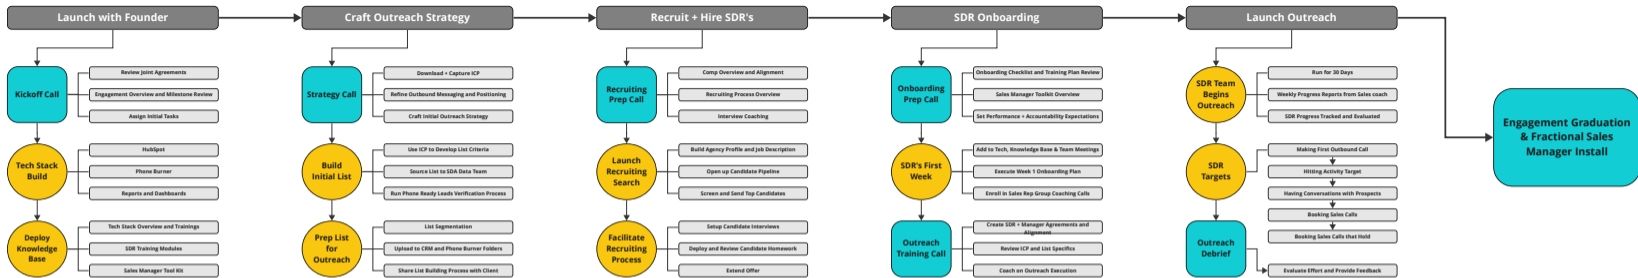 Launch with Founder
Kickoff Call
Review Joint Agreements
Engagement Overview and Milestone Review
Assign Initial Tasks
Tech Stack
Build
HubSpot
Phone Burner
Reports and Dashboards
Deploy
Knowledge
Base
Tech Stack Overview and Trainings
SDR Training Modules
Sales Manager Tool Kit
Craft Outreach Strategy
Strategy Call
Download + Capture ICP
Refine Outbound Messaging and Positioning
Craft Initial Outreach Strategy
Build
Initial List
Use ICP to Develop List Criteria
Source List to SDA Data Team
Run Phone Ready Leads Verification Process
Prep List
for
Outreach
List Segmentation
Upload to CRM and Phone Burner Folders
Share List Building Process with Client
Recruit + Hire SDR's
Recruiting
Prep Call
Comp Overview and Alignment
Recruiting Process Overview
Interview Coaching
Launch
Recruiting
Search
Build Agency Profile and Job Description
Open up Candidate Pipeline
Screen and Send Top Candidates
Facilitate
Recruiting
Process
Setup Candidate Interviews
Deploy and Review Candidate Homework
Extend Offer
SDR Onboarding
Onboarding
Prep Call
Onboarding Checklist and Training Plan Review
Sales Manager Toolkit Overview
Set Performance + Accountability Expectations
SDR's First
Week
Add to Tech, Knowledge Base & Team Meetings
Execute Week 1 Onboarding Plan
Enroll in Sales Rep Group Coaching Calls
Outreach
Training Call
Create SDR + Manager Agreements and
Alignment
Review ICP and List Specifics
Coach on Outreach Execution
Launch Outreach
SDR Team
Begins
Outreach
Run for 30 Days
Weekly Progress Reports from Sales coach
SDR Progress Tracked and Evaluated
SDR
Targets
Making First Outbound Call
Hitting Activity Target
Having Conversations with Prospects
Booking Sales Calls
Booking Sales Calls that Hold
Outreach
Debrief
Evaluate Effort and Provide Feedback
Engagement Graduation
& Fractional Sales
Manager Install